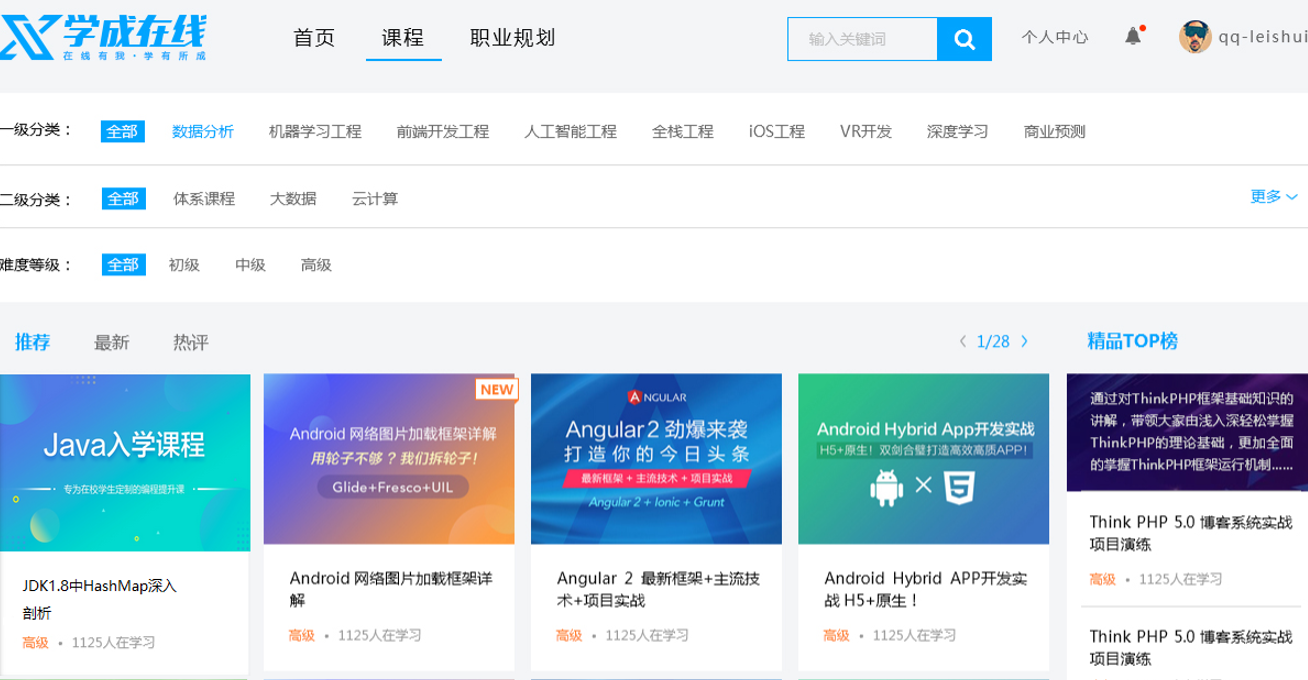 学成在线
在线有我·学有所成
首页
课程
职业规划
输入关键词
个人中心
qq-leishui
一级分类：
全部
数据分析
机器学习工程
前端开发工程
人工智能工程
全栈工程
iOS工程
VR开发
深度学习
商业预测
二级分类：
全部
体系课程
大数据
云计算
更多
难度等级：
全部
初级
中级
高级
推荐
最新
热评
1/28
精品TOP榜
Java入学课程
专为在校学生定制的编程提升课
JDK1.8中HashMap深入
剖析
高级 • 1125人在学习
NEW
Android 网络图片加载框架详解
用轮子不够？我们拆轮子！
Glide+Fresco+UIL
Android 网络图片加载框架详
解
高级 • 1125人在学习
ANGULAR
Angular2 劲爆来袭
打造你的今日头条
最新框架 + 主流技术 + 项目实战
Angular 2 + Ionic + Grunt
Angular 2 最新框架+主流技
术+项目实战
高级 • 1125人在学习
Android Hybrid App开发实战
H5+原生！双剑合壁打造高效高质APP！
5
Android Hybrid APP开发实
战 H5+原生！
高级 • 1125人在学习
通过对ThinkPHP框架基础知识的
讲解，带领大家由浅入深轻松掌握
ThinkPHP的理论基础，更加全面
的掌握ThinkPHP框架运行机制......
Think PHP 5.0 博客系统实战
项目演练
高级 • 1125人在学习
Think PHP 5.0 博客系统实战
项目演练